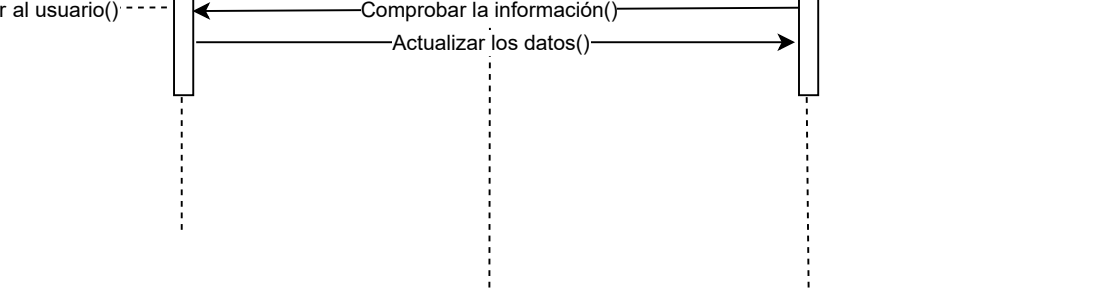 r al usuario()
Comprobar la información()
Actualizar los datos()